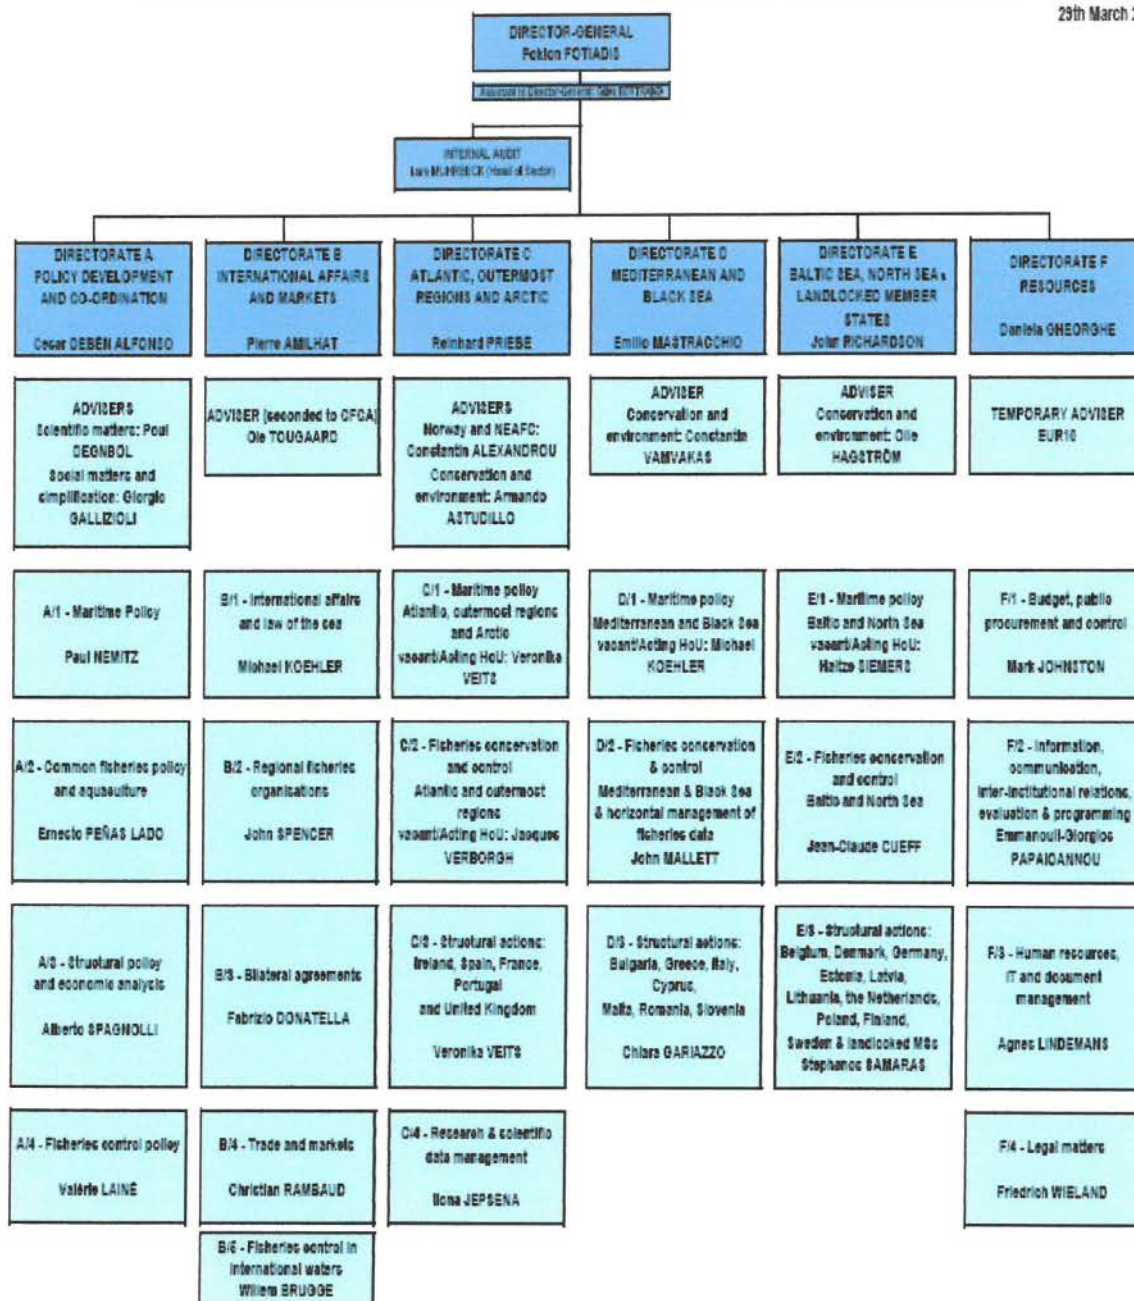 29th March 2
DIRECTOR-GENERAL
Fokion FOTIADIS
Assistant to Director-General: Gilles
INTERNAL AUDIT
Lars MUHRBECK (Head of Sector)
DIRECTORATE A
POLICY DEVELOPMENT
AND CO-ORDINATION
Cesar DEBEN ALFONSO
DIRECTORATE B
INTERNATIONAL AFFAIRS
AND MARKETS
Pierre AMILHAT
DIRECTORATE C
ATLANTIC, OUTERMOST
REGIONS AND ARCTIC
Reinhard PRIEBE
DIRECTORATE D
MEDITERRANEAN AND
BLACK SEA
Emilio MASTRACCHIO
DIRECTORATE E
BALTIC SEA, NORTH SEA &
LANDLOCKED MEMBER
STATES
John RICHARDSON
DIRECTORATE F
RESOURCES
Daniela GHEORGHE
ADVISERS
Scientific matters: Poul
DEGNBOL
Social matters and
simplification: Giorgio
GALLIZIOLI
ADVISER (seconded to CFCA)
Ole TOUGAARD
ADVISERS
Norway and NEAFC:
Constantin ALEXANDROU
Conservation and
environment: Armando
ASTUDILLO
ADVISER
Conservation and
environment: Constantin
VAMVAKAS
ADVISER
Conservation and
environment: Olle
HAGSTRÖM
TEMPORARY ADVISER
EUR10
A/1 - Maritime Policy
Paul NEMITZ
B/1 - International affairs
and law of the sea
Michael KOEHLER
C/1 - Maritime policy
Atlantic, outermost regions
and Arctic
vacant/Acting HoU: Veronika
VEITS
D/1 - Maritime policy
Mediterranean and Black Sea
vacant/Acting HoU: Michael
KOEHLER
E/1 - Maritime policy
Baltic and North Sea
vacant/Acting HoU:
Haitze SIEMERS
F/1 - Budget, public
procurement and control
Mark JOHNSTON
A/2 - Common fisheries policy
and aquaculture
Ernesto PEÑAS LADO
B/2 - Regional fisheries
organisations
John SPENCER
C/2 - Fisheries conservation
and control
Atlantic and outermost
regions
vacant/Acting HoU: Jacques
VERBORGH
D/2 - Fisheries conservation
& control
Mediterranean & Black Sea
& horizontal management of
fisheries data
John MALLETT
E/2 - Fisheries conservation
and control
Baltic and North Sea
Jean-Claude CUEFF
F/2 - Information,
communication,
inter-institutional relations,
evaluation & programming
Emmanouil-Giorgios
PAPAIOANNOU
A/3 - Structural policy
and economic analysis
Alberto SPAGNOLLI
B/3 - Bilateral agreements
Fabrizio DONATELLA
C/3 - Structural actions:
Ireland, Spain, France,
Portugal
and United Kingdom
Veronika VEITS
D/3 - Structural actions:
Bulgaria, Greece, Italy,
Cyprus,
Malta, Romania, Slovenia
Chiara GARIAZZO
E/3 - Structural actions:
Belgium, Denmark, Germany,
Estonia, Latvia,
Lithuania, the Netherlands,
Poland, Finland,
Sweden & landlocked MSs
Stephanos SAMARAS
F/3 - Human resources,
IT and document
management
Agnes LINDEMANS
A/4 - Fisheries control policy
Valérie LAINÉ
B/4 - Trade and markets
Christian RAMBAUD
C/4 - Research & scientific
data management
Ilona JEPSENA
F/4 - Legal matters
Friedrich WIELAND
B/5 - Fisheries control in
international waters
Willem BRUGGE